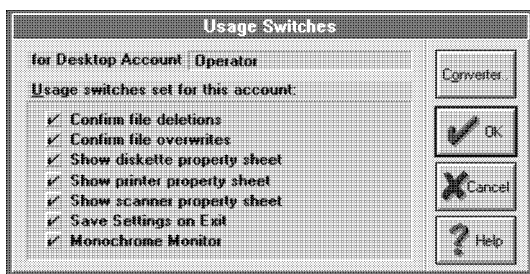 Usage Switches
for Desktop Account Operator
Usage switches set for this account:
Confirm file deletions
Confirm file overwrites
Show diskette property sheet
Show printer property sheet
Show scanner property sheet
Save Settings on Exit
Monochrome Monitor
Converter...
OK
Cancel
Help